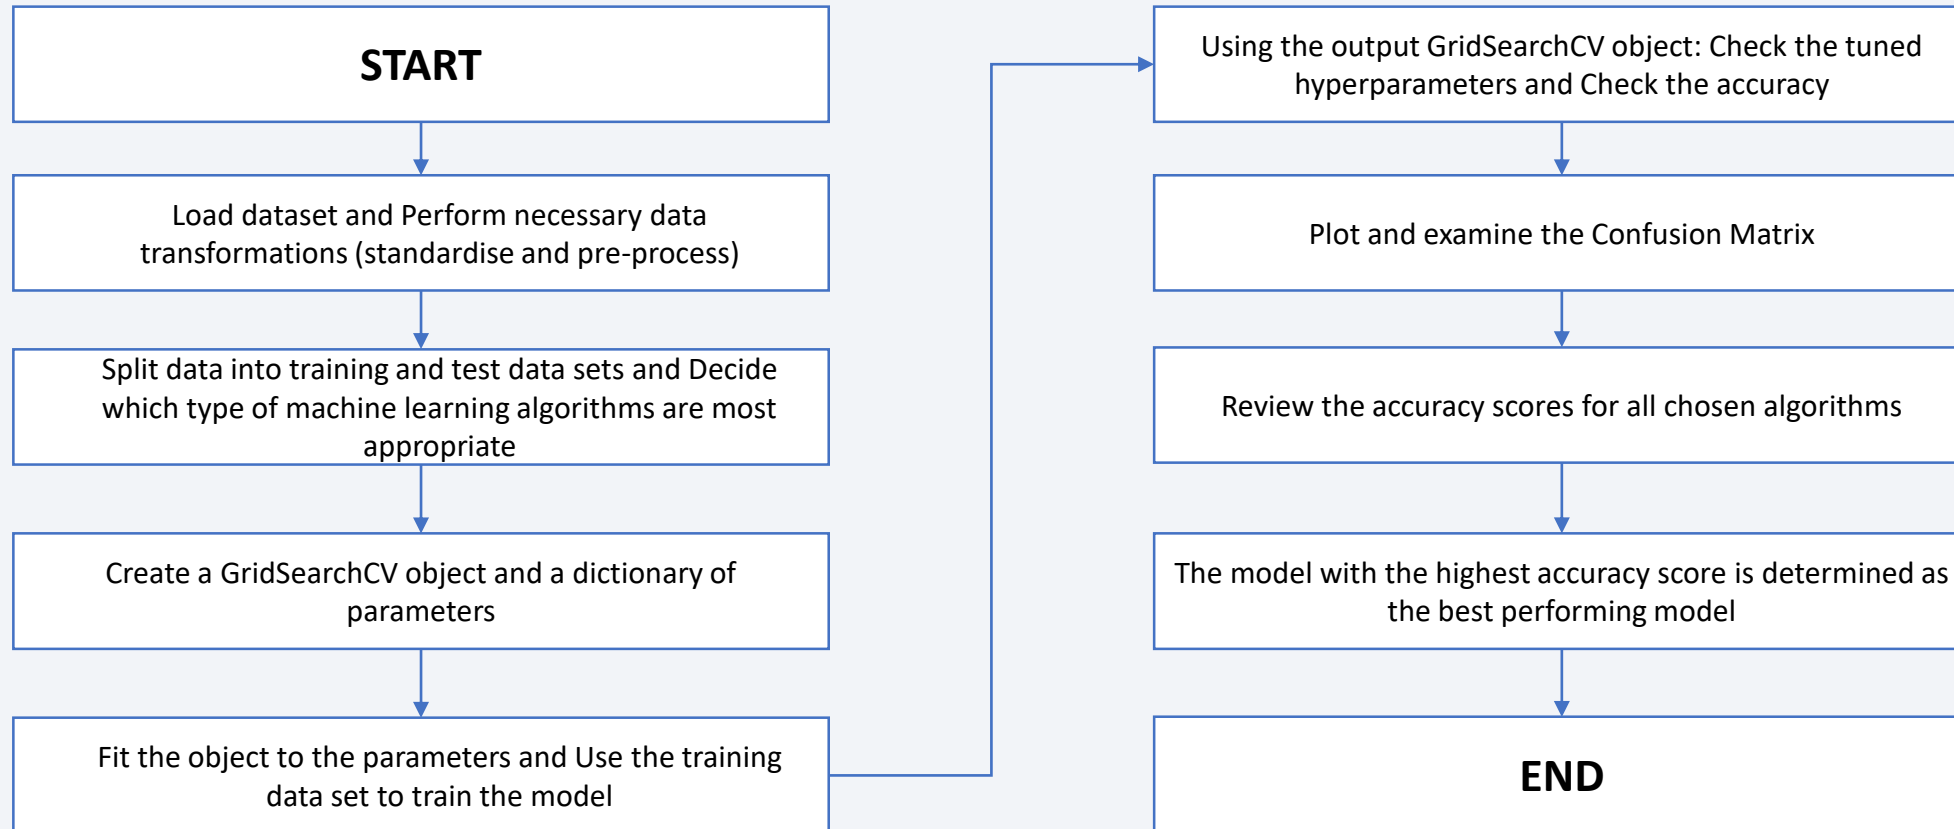 START
Load dataset and Perform necessary data
transformations (standardise and pre-process)
Split data into training and test data sets and Decide
which type of machine learning algorithms are most
appropriate
Create a GridSearchCV object and a dictionary of
parameters
Fit the object to the parameters and Use the training
data set to train the model
Using the output GridSearchCV object: Check the tuned
hyperparameters and Check the accuracy
Plot and examine the Confusion Matrix
Review the accuracy scores for all chosen algorithms
The model with the highest accuracy score is determined as
the best performing model
END